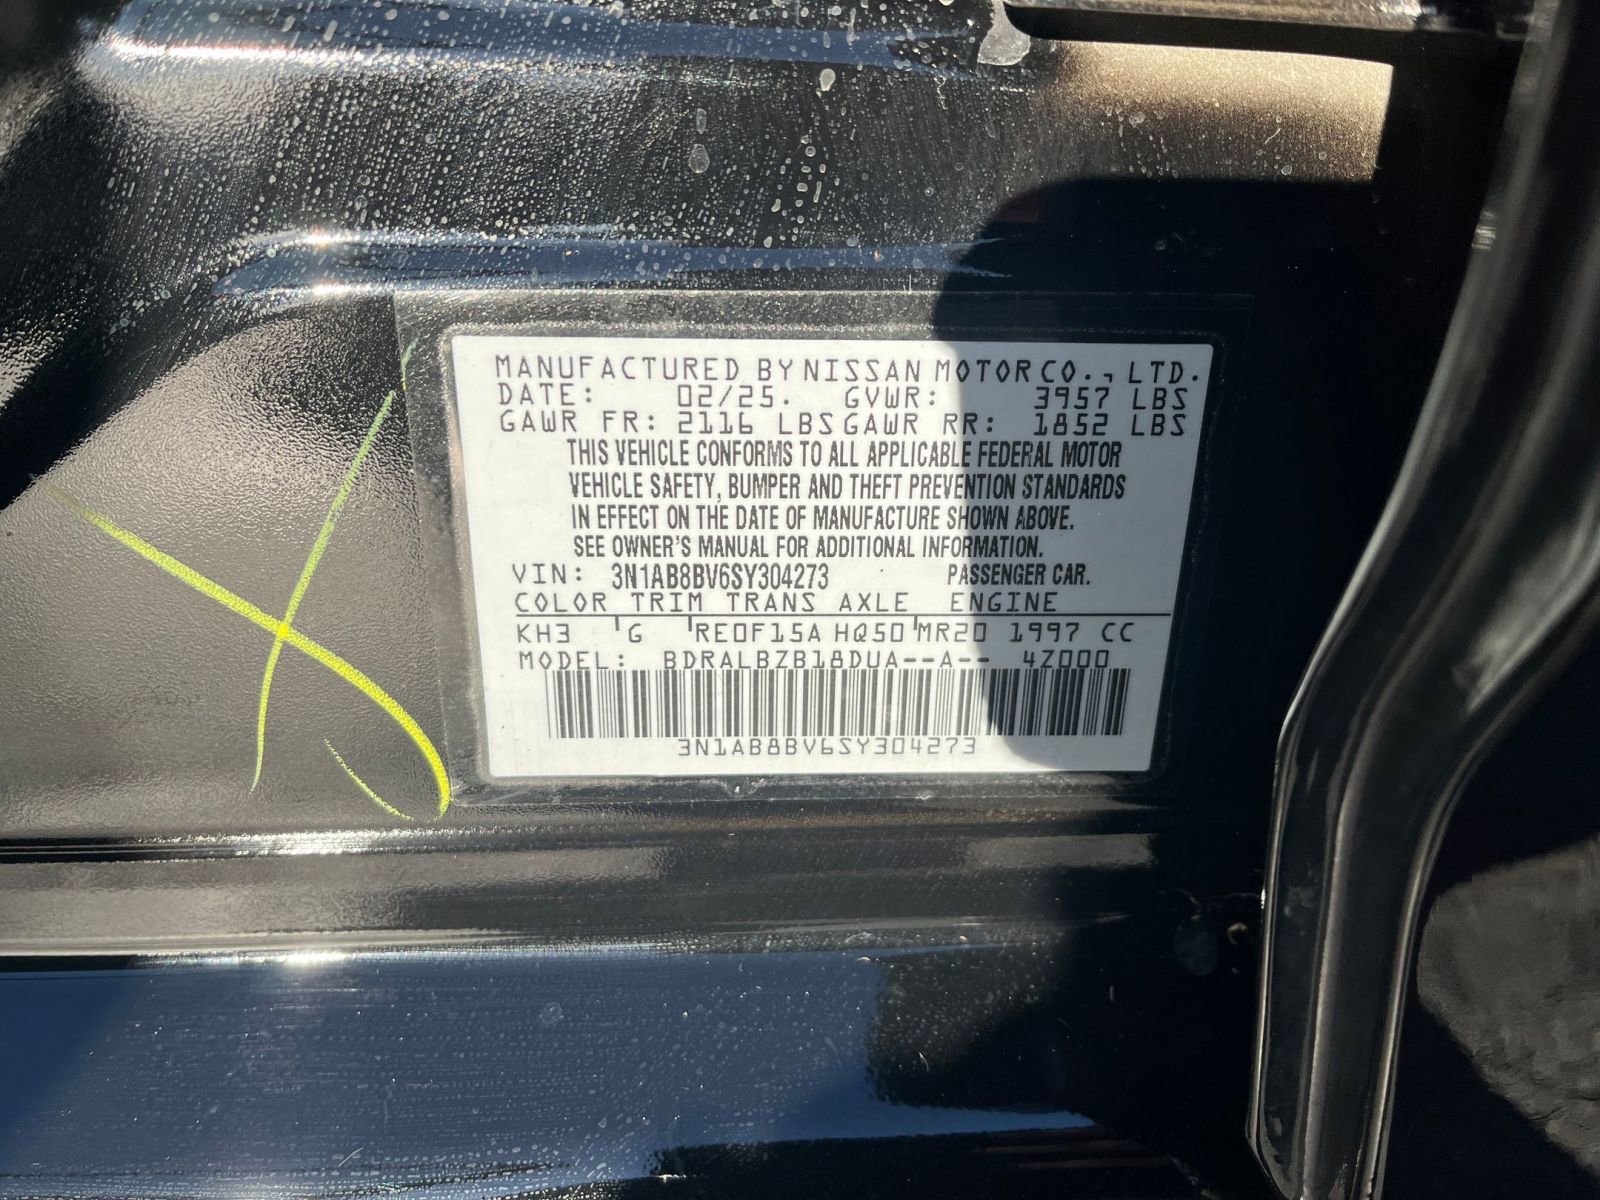 MANUFACTURED BY NISSAN MOTOR CO., LTD.
DATE: 02/25. GVWR: 3957 LBS
GAWR FR: 2116 LBS GAWR RR: 1852 LBS
THIS VEHICLE CONFORMS TO ALL APPLICABLE FEDERAL MOTOR
VEHICLE SAFETY, BUMPER AND THEFT PREVENTION STANDARDS
IN EFFECT ON THE DATE OF MANUFACTURE SHOWN ABOVE.
SEE OWNER'S MANUAL FOR ADDITIONAL INFORMATION.
VIN: 3N1AB8BV6SY304273 PASSENGER CAR.
COLOR TRIM TRANS AXLE ENGINE
KH3 G RE0F15A HQ50 MR20 1997 CC
MODEL: BDRALBZB18DUA--A-- 4Z000
3N1AB8BV6SY304273